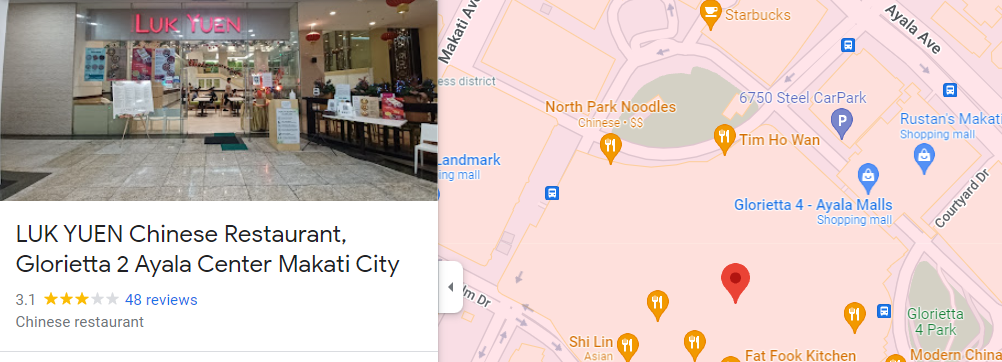 LUK YUEN
LUK YUEN Chinese Restaurant,
Glorietta 2 Ayala Center Makati City
3.1
48 reviews
Chinese restaurant
Makati Ave
Starbucks
Ayala Ave
ess district
North Park Noodles
Chinese • $$
6750 Steel CarPark
P
Rustan's Makati
Shopping mall
Tim Ho Wan
Landmark
ing mall
Glorietta 4 - Ayala Malls
Shopping mall
Courtyard Dr
lm Dr
Glorietta
4 Park
Shi Lin
Asian
Fat Fook Kitchen
Modern China